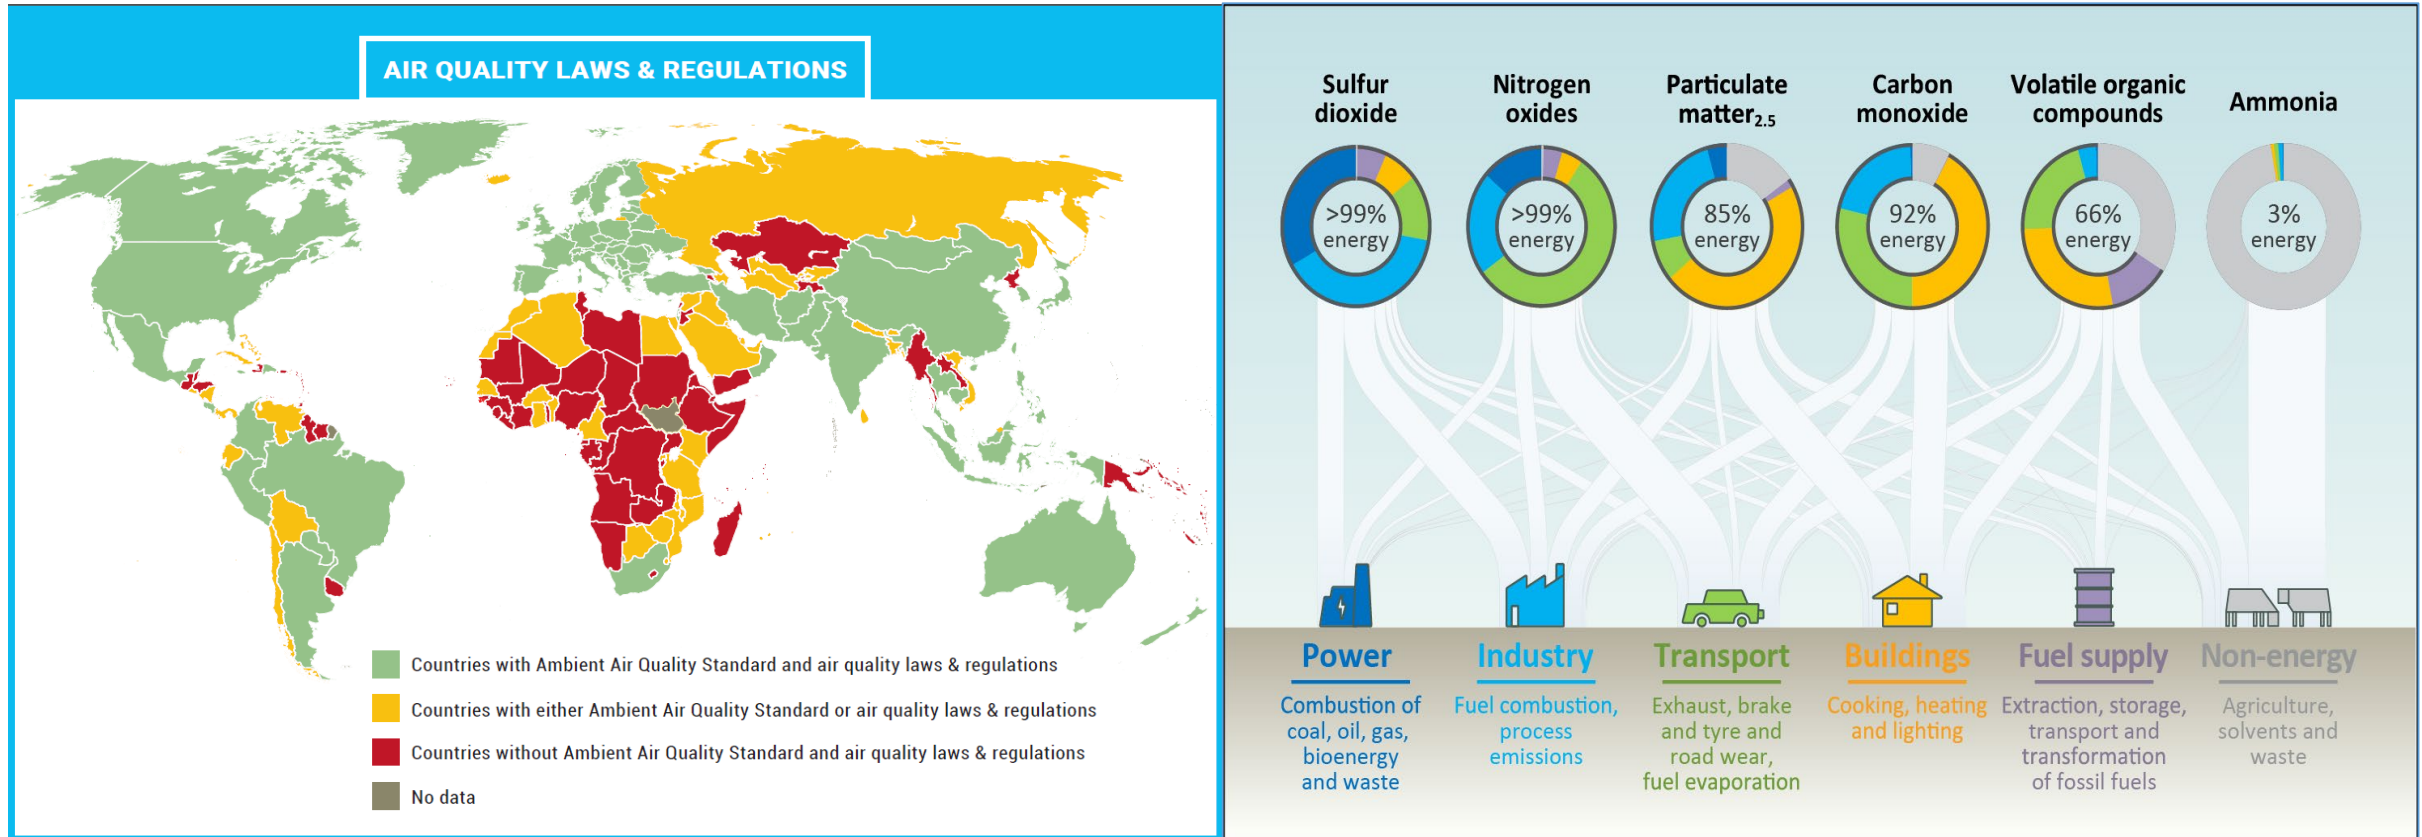 AIR QUALITY LAWS & REGULATIONS
Countries with Ambient Air Quality Standard and air quality laws & regulations
Countries with either Ambient Air Quality Standard or air quality laws & regulations
Countries without Ambient Air Quality Standard and air quality laws & regulations
No data
Sulfur
dioxide
>99%
energy
Nitrogen
oxides
>99%
energy
Particulate
matter2.5
85%
energy
Carbon
monoxide
92%
energy
Volatile organic
compounds
66%
energy
Ammonia
3%
energy
Power
Combustion of
coal, oil, gas,
bioenergy
and waste
Industry
Fuel combustion,
process
emissions
Transport
Exhaust, brake
and tyre and
road wear,
fuel evaporation
Buildings
Cooking, heating
and lighting
Fuel supply
Extraction, storage,
transport and
transformation
of fossil fuels
Non-energy
Agriculture,
solvents and
waste